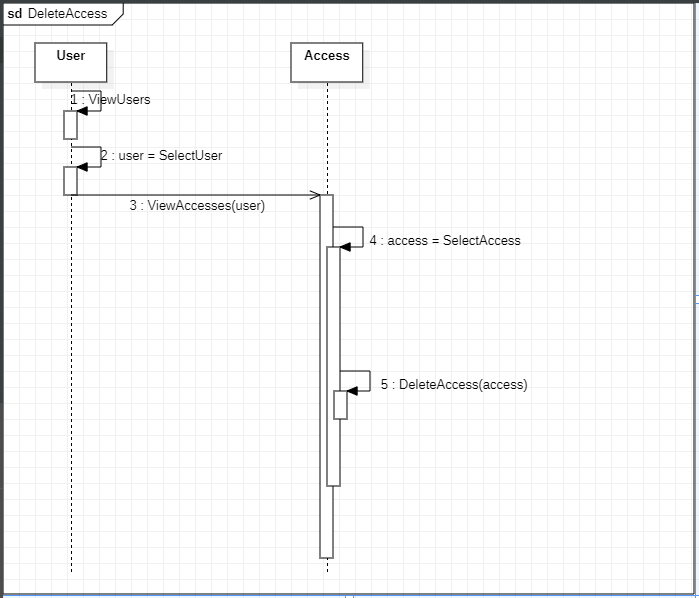 sd DeleteAccess
User
Access
1 : ViewUsers
2 : user = SelectUser
3 : ViewAccesses(user)
4 : access = SelectAccess
5 : DeleteAccess(access)